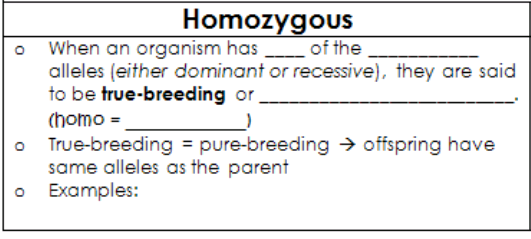 Homozygous
o When an organism has ____ of the ___________
alleles (either dominant or recessive), they are said
to be true-breeding or __________________________.
(homo = ____________)
o True-breeding = pure-breeding → offspring have
same alleles as the parent
o Examples: